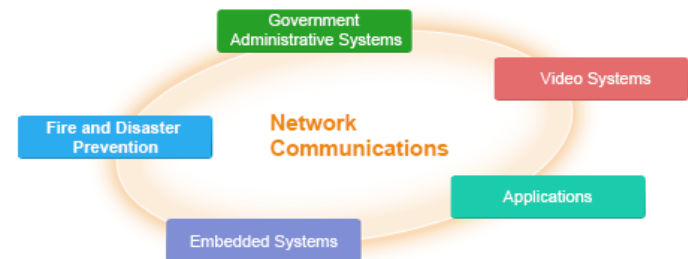 Government
Administrative Systems
Video Systems
Fire and Disaster
Prevention
Network
Communications
Applications
Embedded Systems